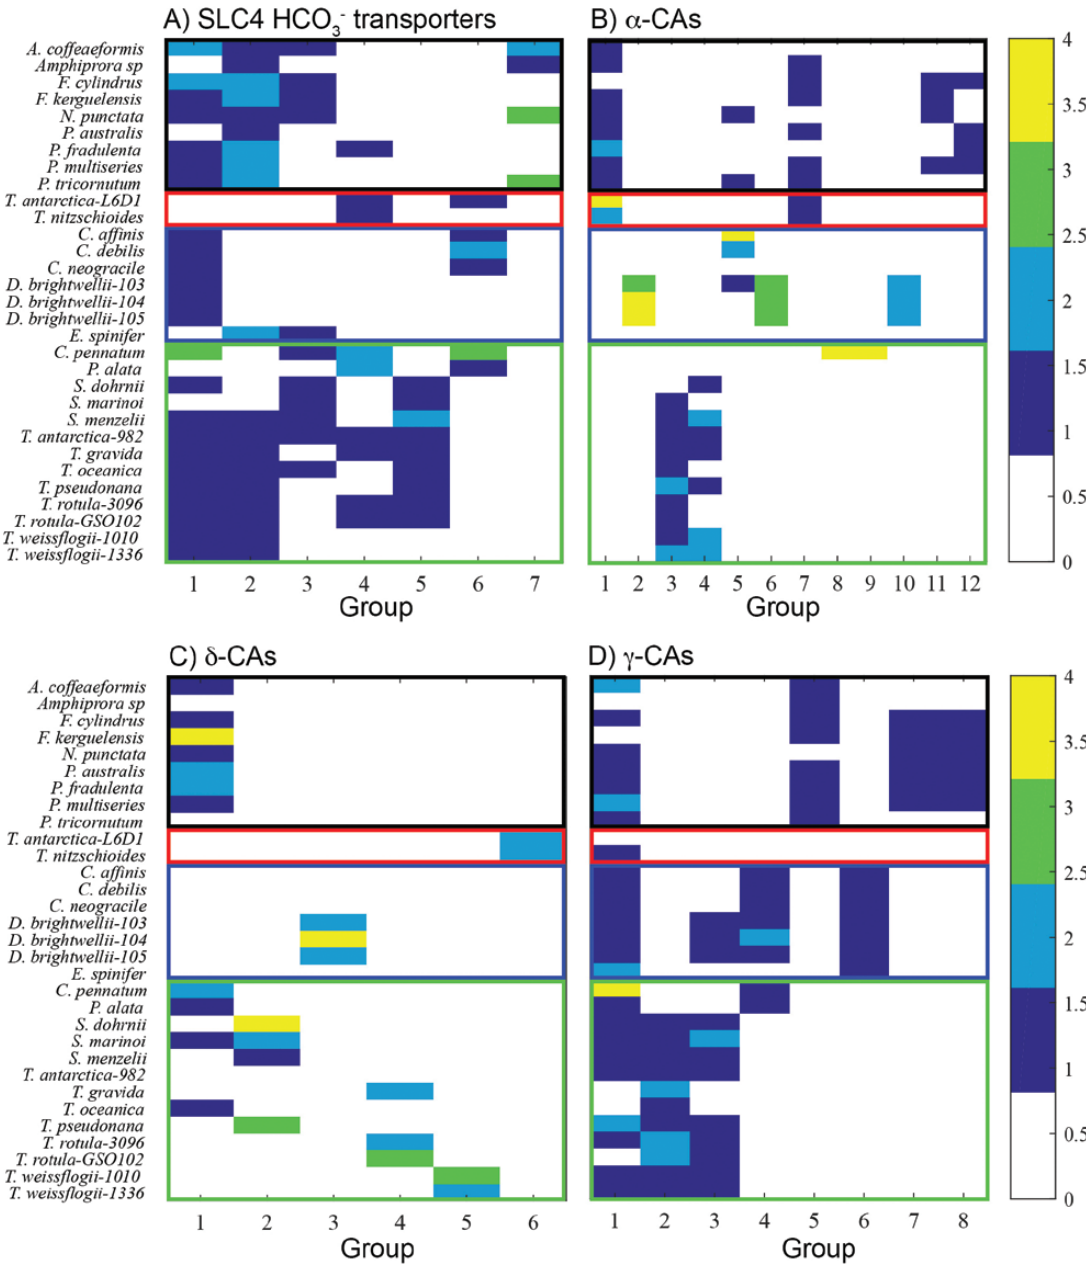 A) SLC4 HCO3- transporters
B) α-CAs
A. coffeaeformis
Amphiprora sp
F. cylindrus
F. kerguelensis
N. punctata
P. australis
P. fradulenta
P. multiseries
P. tricornutum
T. antarctica-L6D1
T. nitzschioides
C. affinis
C. debilis
C. neogracile
D. brightwellii-103
D. brightwellii-104
D. brightwellii-105
E. spinifer
C. pennatum
P. alata
S. dohrnii
S. marinoi
S. menzelii
T. antarctica-982
T. gravida
T. oceanica
T. pseudonana
T. rotula-3096
T. rotula-GSO102
T. weissflogii-1010
T. weissflogii-1336
1 2 3 4 5 6 7
Group
1 2 3 4 5 6 7 8 9 10 11 12
Group
4
3.5
3
2.5
2
1.5
1
0.5
0
C) δ-CAs
D) γ-CAs
A. coffeaeformis
Amphiprora sp
F. cylindrus
F. kerguelensis
N. punctata
P. australis
P. fradulenta
P. multiseries
P. tricornutum
T. antarctica-L6D1
T. nitzschioides
C. affinis
C. debilis
C. neogracile
D. brightwellii-103
D. brightwellii-104
D. brightwellii-105
E. spinifer
C. pennatum
P. alata
S. dohrnii
S. marinoi
S. menzelii
T. antarctica-982
T. gravida
T. oceanica
T. pseudonana
T. rotula-3096
T. rotula-GSO102
T. weissflogii-1010
T. weissflogii-1336
1 2 3 4 5 6
Group
1 2 3 4 5 6 7 8
Group
4
3.5
3
2.5
2
1.5
1
0.5
0